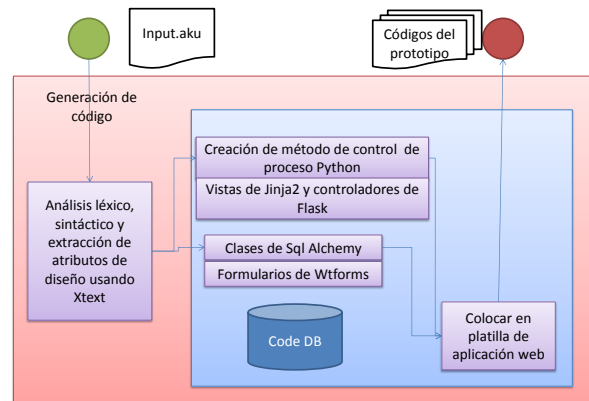 Input.aku
Códigos del
prototipo
Generación de
código
Análisis léxico,
sintáctico y
extracción de
atributos de
diseño usando
Xtext
Creación de método de control de
proceso Python
Vistas de Jinja2 y controladores de
Flask
Clases de Sql Alchemy
Formularios de Wtforms
Code DB
Colocar en
platilla de
aplicación web